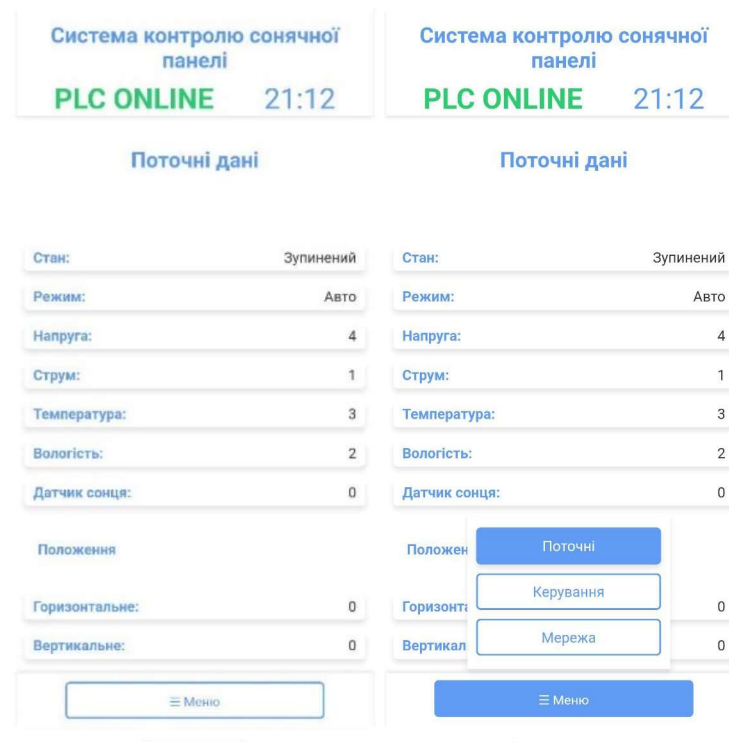 Система контролю сонячної
панелі
PLC ONLINE 21:12
Поточні дані
Стан: Зупинений
Режим: Авто
Напруга: 4
Струм: 1
Температура: 3
Вологість: 2
Датчик сонця: 0
Положення
Горизонтальне: 0
Вертикальне: 0
☰ Меню
Система контролю сонячної
панелі
PLC ONLINE 21:12
Поточні дані
Стан: Зупинений
Режим: Авто
Напруга: 4
Струм: 1
Температура: 3
Вологість: 2
Датчик сонця: 0
Положен
Поточні
Керування
Горизонта 0
Мережа
Вертикал 0
☰ Меню